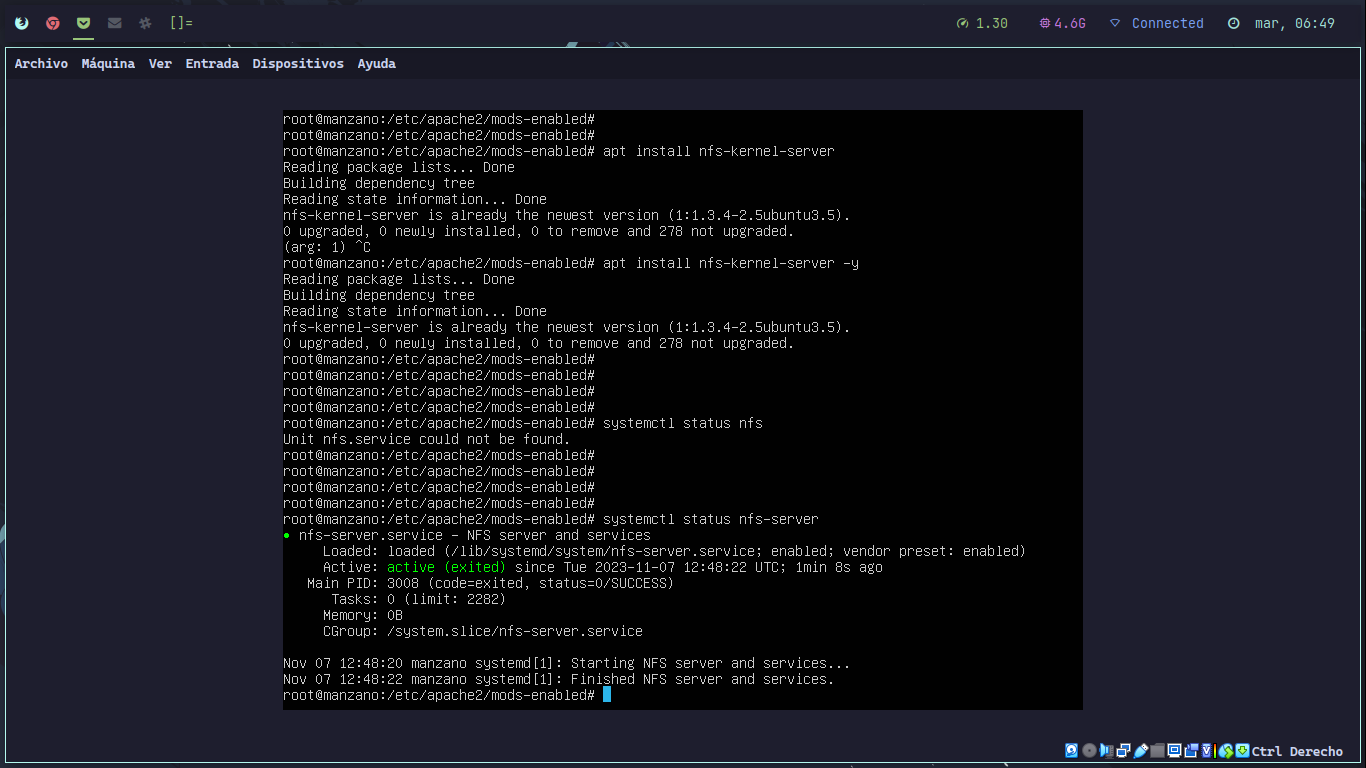 []=
1.30
4.6G
Connected
mar, 06:49
Archivo Máquina Ver Entrada Dispositivos Ayuda
root@manzano:/etc/apache2/mods-enabled#
root@manzano:/etc/apache2/mods-enabled#
root@manzano:/etc/apache2/mods-enabled# apt install nfs-kernel-server
Reading package lists... Done
Building dependency tree
Reading state information... Done
nfs-kernel-server is already the newest version (1:1.3.4-2.5ubuntu3.5).
0 upgraded, 0 newly installed, 0 to remove and 278 not upgraded.
(arg: 1) ^C
root@manzano:/etc/apache2/mods-enabled# apt install nfs-kernel-server -y
Reading package lists... Done
Building dependency tree
Reading state information... Done
nfs-kernel-server is already the newest version (1:1.3.4-2.5ubuntu3.5).
0 upgraded, 0 newly installed, 0 to remove and 278 not upgraded.
root@manzano:/etc/apache2/mods-enabled#
root@manzano:/etc/apache2/mods-enabled#
root@manzano:/etc/apache2/mods-enabled#
root@manzano:/etc/apache2/mods-enabled#
root@manzano:/etc/apache2/mods-enabled# systemctl status nfs
Unit nfs.service could not be found.
root@manzano:/etc/apache2/mods-enabled#
root@manzano:/etc/apache2/mods-enabled#
root@manzano:/etc/apache2/mods-enabled#
root@manzano:/etc/apache2/mods-enabled#
root@manzano:/etc/apache2/mods-enabled# systemctl status nfs-server
● nfs-server.service - NFS server and services
Loaded: loaded (/lib/systemd/system/nfs-server.service; enabled; vendor preset: enabled)
Active: active (exited) since Tue 2023-11-07 12:48:22 UTC; 1min 8s ago
Main PID: 3008 (code=exited, status=0/SUCCESS)
Tasks: 0 (limit: 2282)
Memory: 0B
CGroup: /system.slice/nfs-server.service
Nov 07 12:48:20 manzano systemd[1]: Starting NFS server and services...
Nov 07 12:48:22 manzano systemd[1]: Finished NFS server and services.
root@manzano:/etc/apache2/mods-enabled#
Ctrl Derecho